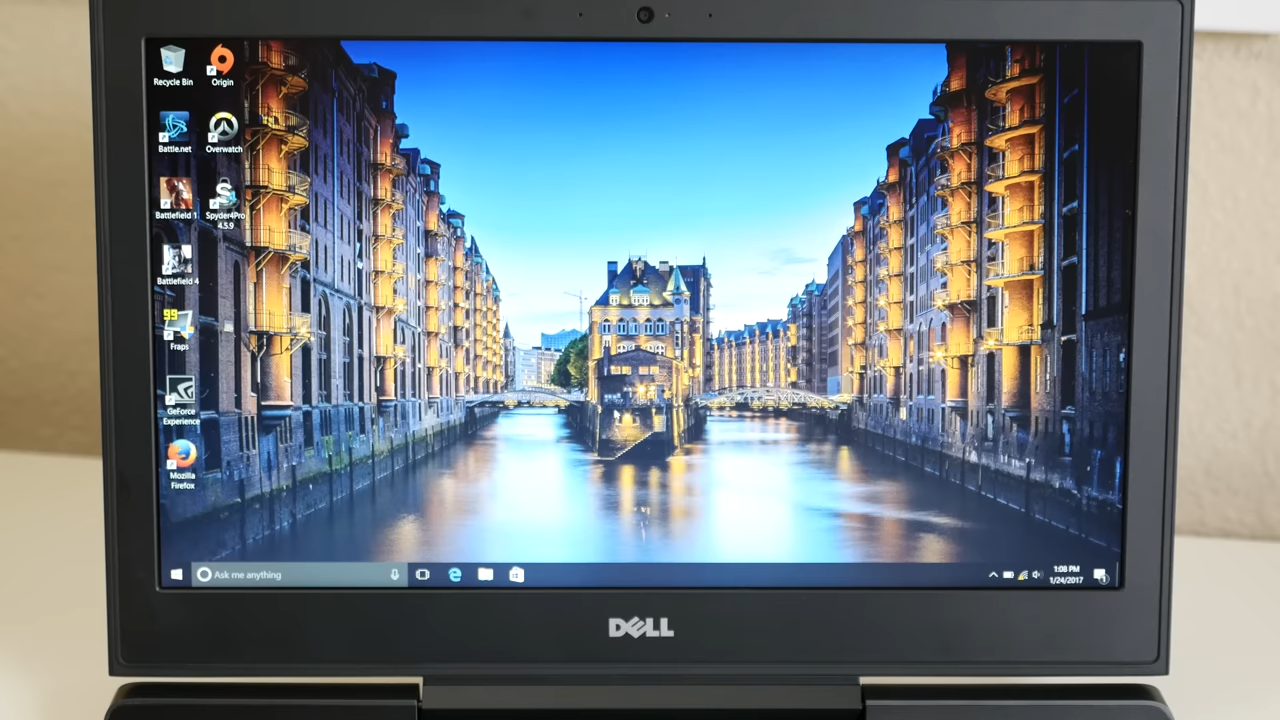 Recycle Bin
Origin
Battle.net
Overwatch
Battlefield 1
Spyder4Pro
4.5.9
Battlefield 4
99
Fraps
GeForce
Experience
Mozilla
Firefox
Ask me anything
1:08 PM
1/24/2017
DELL